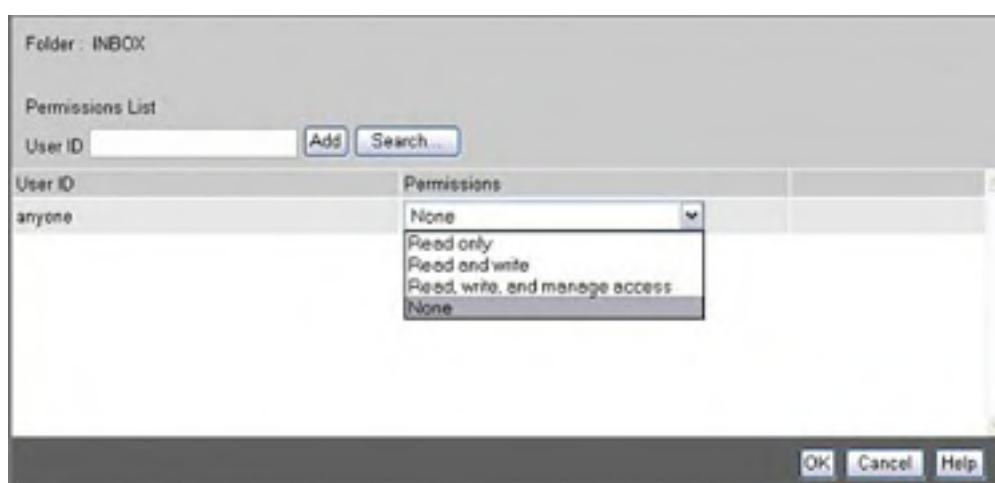 Folder : INBOX
Permissions List
User ID Add Search...
User ID Permissions
anyone None
Read only
Read and write
Read, write, and manage access
None
OK Cancel Help